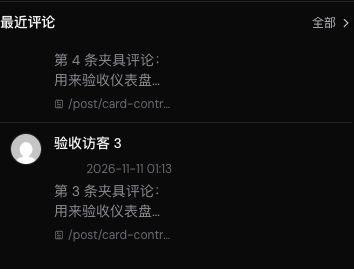 最近评论
全部
第 4 条夹具评论：
用来验收仪表盘...
/post/card-contr...
验收访客 3
2026-11-11 01:13
第 3 条夹具评论：
用来验收仪表盘...
/post/card-contr...